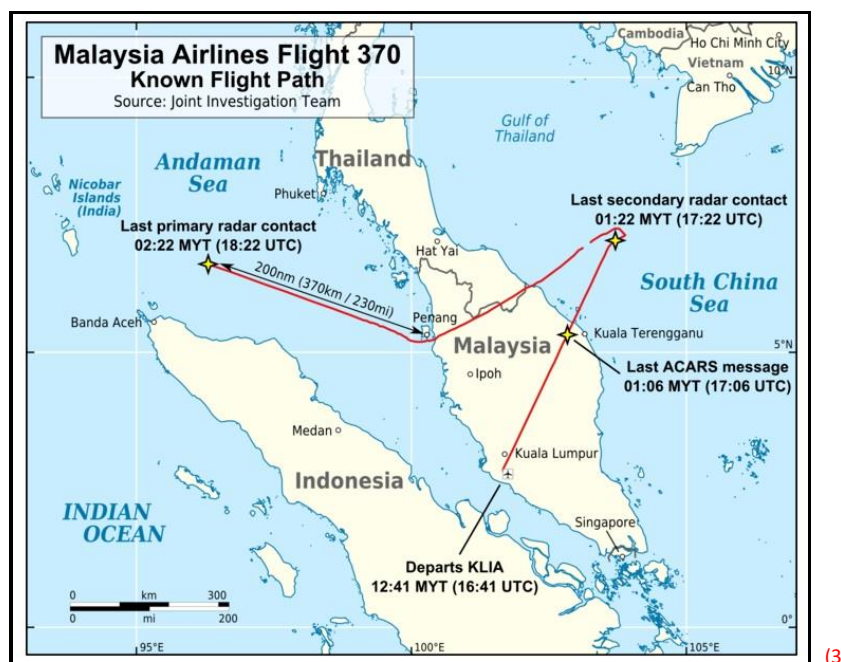 Malaysia Airlines Flight 370
Known Flight Path
Source: Joint Investigation Team
Cambodia
Ho Chi Minh City
Vietnam
10°N
Can Tho
Gulf of
Thailand
Andaman
Sea
Thailand
Nicobar
Islands
(India)
Phuket
Last secondary radar contact
01:22 MYT (17:22 UTC)
Last primary radar contact
02:22 MYT (18:22 UTC)
Hat Yai
200nm (370km / 230mi)
South China
Sea
Penang
Banda Aceh
Kuala Terengganu
Malaysia
5°N
Ipoh
Last ACARS message
01:06 MYT (17:06 UTC)
Medan
Kuala Lumpur
Indonesia
INDIAN
OCEAN
Singapore
Departs KLIA
12:41 MYT (16:41 UTC)
0 km 300
0 mi 200
0°
95°E
100°E
105°E
(3